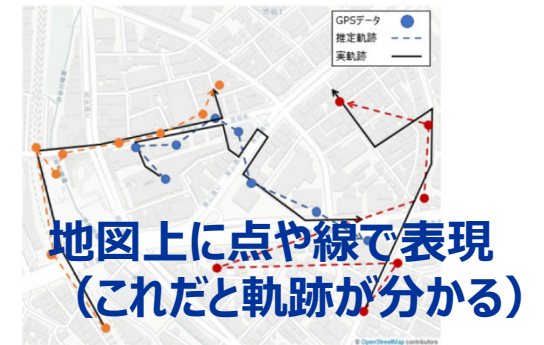 GPSデータ
推定軌跡
実軌跡
地図上に点や線で表現
（これだと軌跡が分かる）
© OpenStreetMap contributors